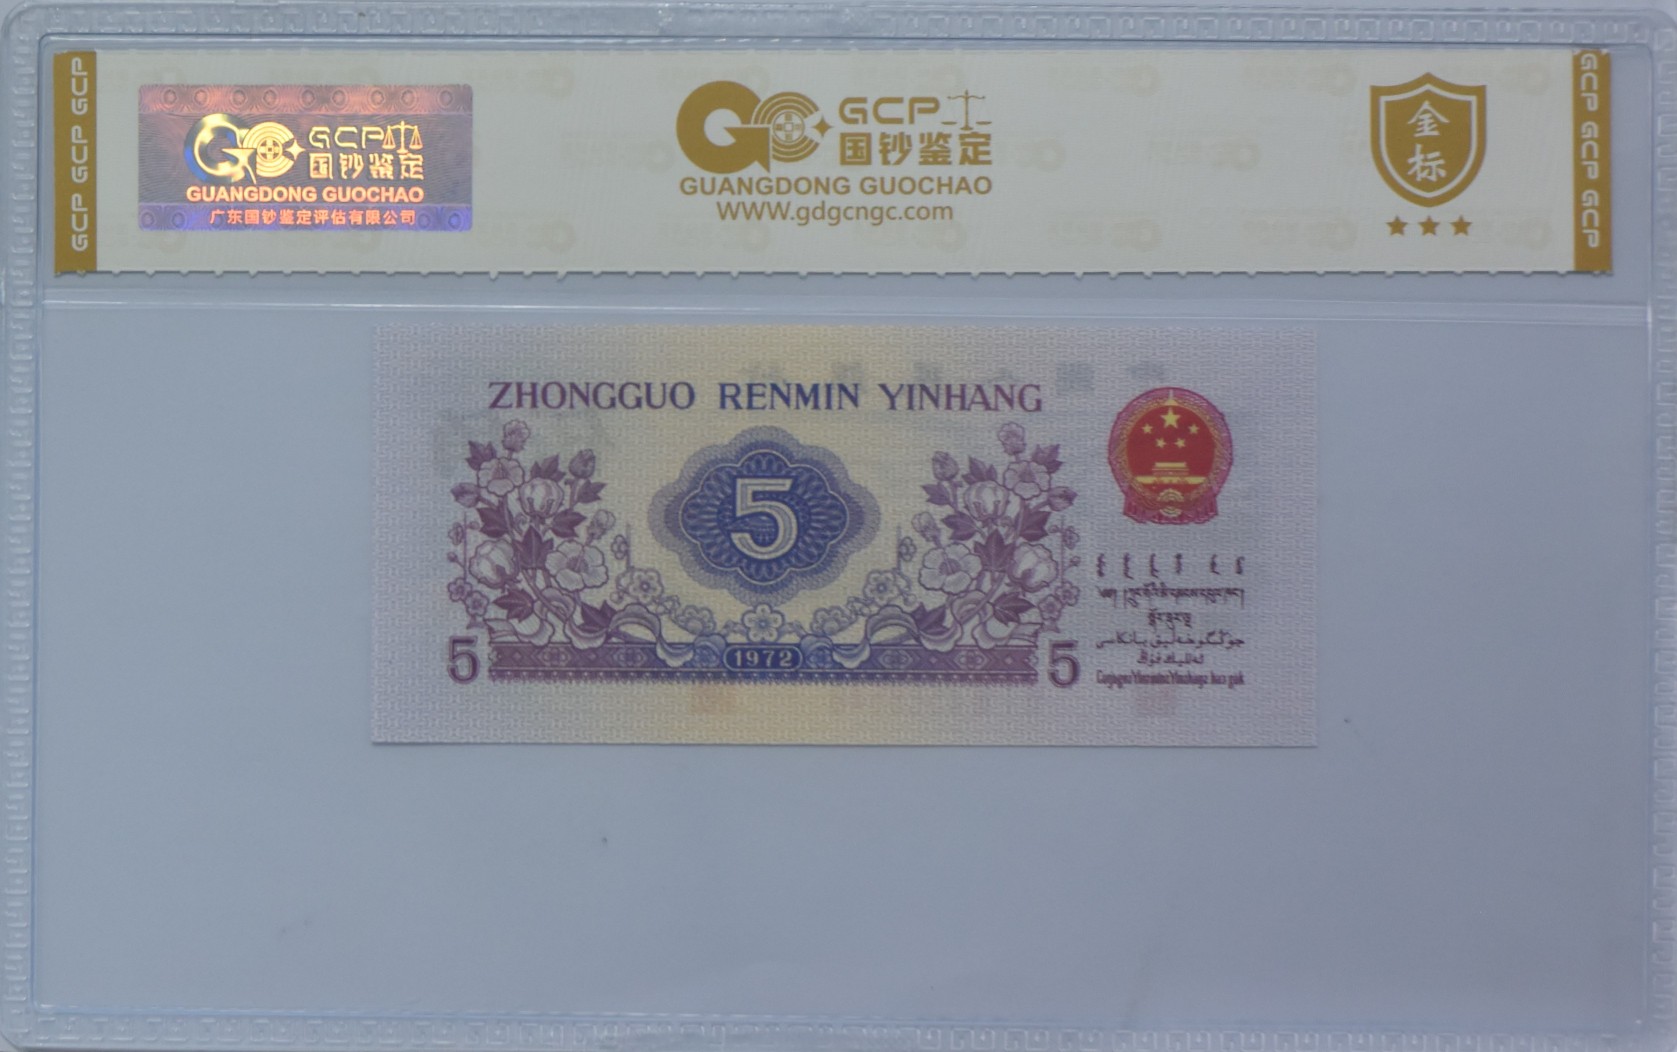 GCP GCP GCP
GCP
国钞鉴定
GUANGDONG GUOCHAO
广东国钞鉴定评估有限公司
GCP
国钞鉴定
GUANGDONG GUOCHAO
WWW.gdgcngc.com
金标
GCP GCP GCP
ZHONGGUO RENMIN YINHANG
5
5
1972
5